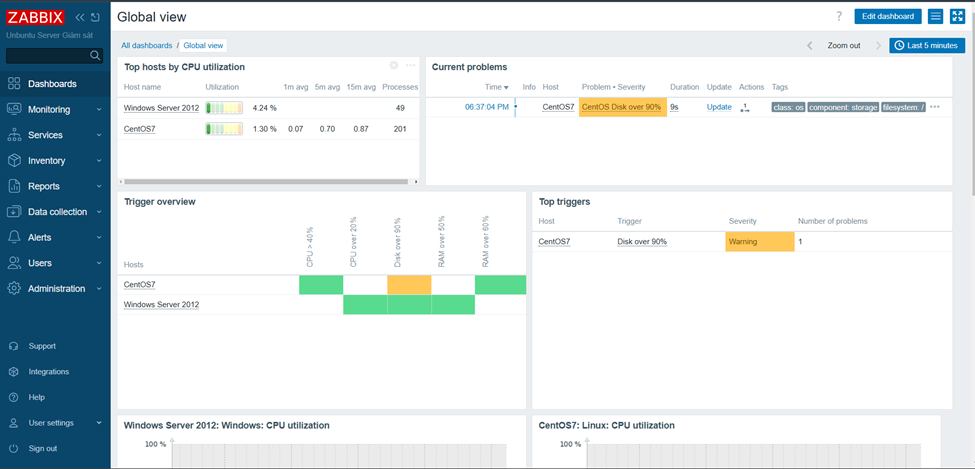 ZABBIX
Unbuntu Server Giám sát
Dashboards
Monitoring
Services
Inventory
Reports
Data collection
Alerts
Users
Administration
Support
Integrations
Help
User settings
Sign out
Global view
? Edit dashboard
All dashboards / Global view
Zoom out Last 5 minutes
Top hosts by CPU utilization
Host name Utilization 1m avg 5m avg 15m avg Processes
Windows Server 2012 4.24 % 49
CentOS7 1.30 % 0.07 0.70 0.87 201
Current problems
Time Info Host Problem • Severity Duration Update Actions Tags
06:37:04 PM CentOS7 CentOS Disk over 90% 9s Update 1 class: os component: storage filesystem: / •••
Trigger overview
Hosts CPU > 40% CPU over 20% Disk over 90% RAM over 50% RAM over 60%
CentOS7
Windows Server 2012
Top triggers
Host Trigger Severity Number of problems
CentOS7 Disk over 90% Warning 1
Windows Server 2012: Windows: CPU utilization
100 %
CentOS7: Linux: CPU utilization
100 %